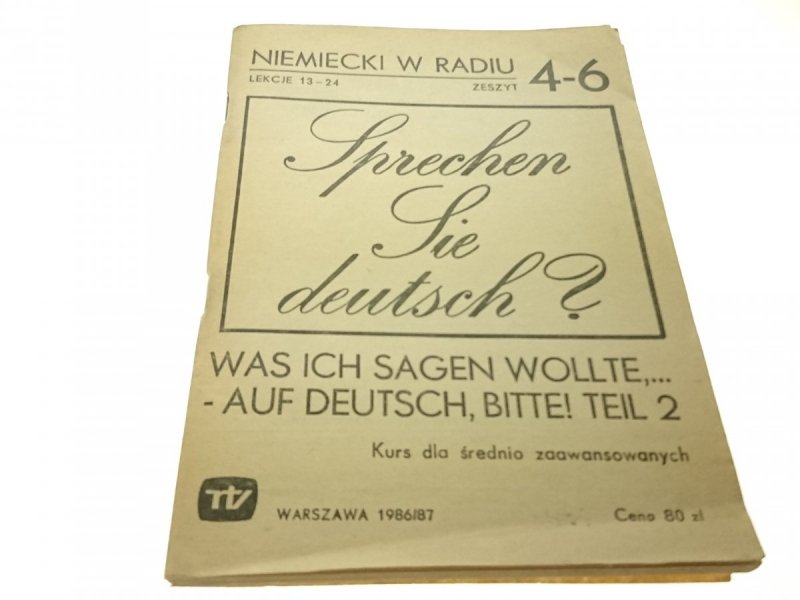 NIEMIECKI W RADIU
LEKCJE 13-24
ZESZYT 4-6
Sprechen
Sie
deutsch?
WAS ICH SAGEN WOLLTE,...
- AUF DEUTSCH, BITTE! TEIL 2
Kurs dla średnio zaawansowanych
TV
WARSZAWA 1986/87
Cena 80 zł